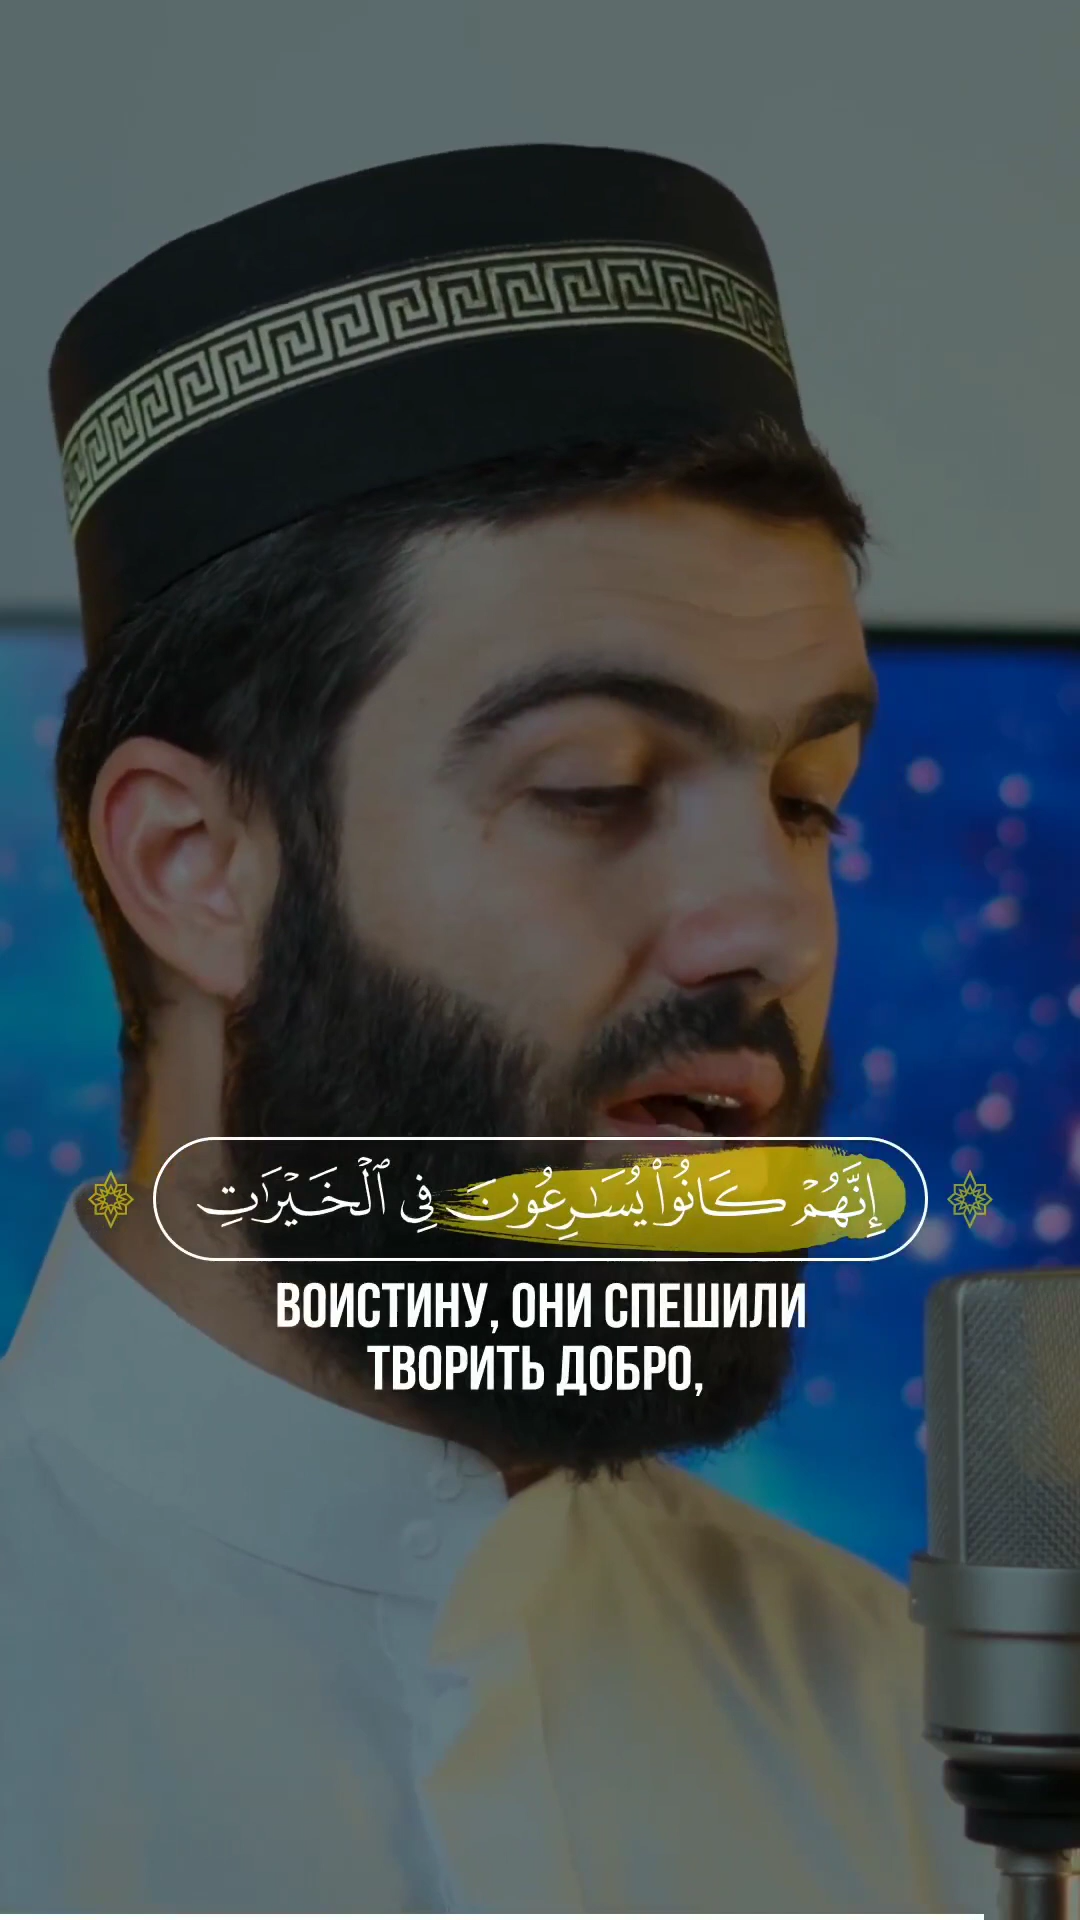 إِنَّهُمْ كَانُوا۟ يُسَـٰرِعُونَ فِى ٱلْخَيْرَٰتِ
ВОИСТИНУ, ОНИ СПЕШИЛИ
ТВОРИТЬ ДОБРО,